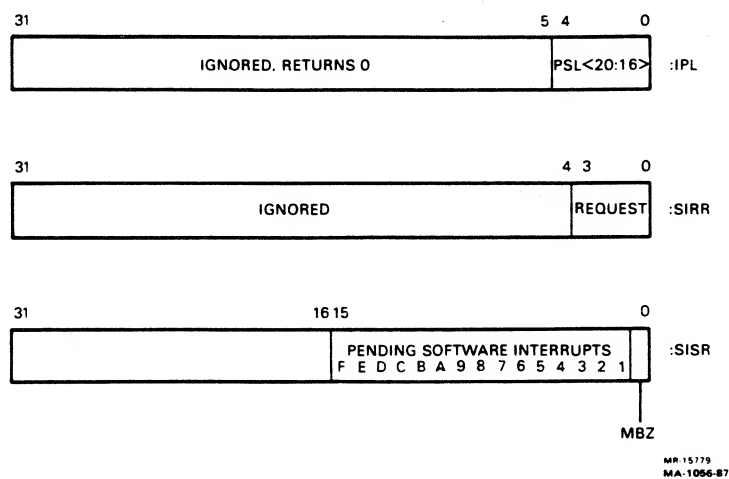 31 5 4 0
IGNORED, RETURNS 0 PSL<20:16> :IPL
31 4 3 0
IGNORED REQUEST :SIRR
31 16 15 0
PENDING SOFTWARE INTERRUPTS :SISR
F E D C B A 9 8 7 6 5 4 3 2 1
MBZ
MR-15779
MA-1056-87